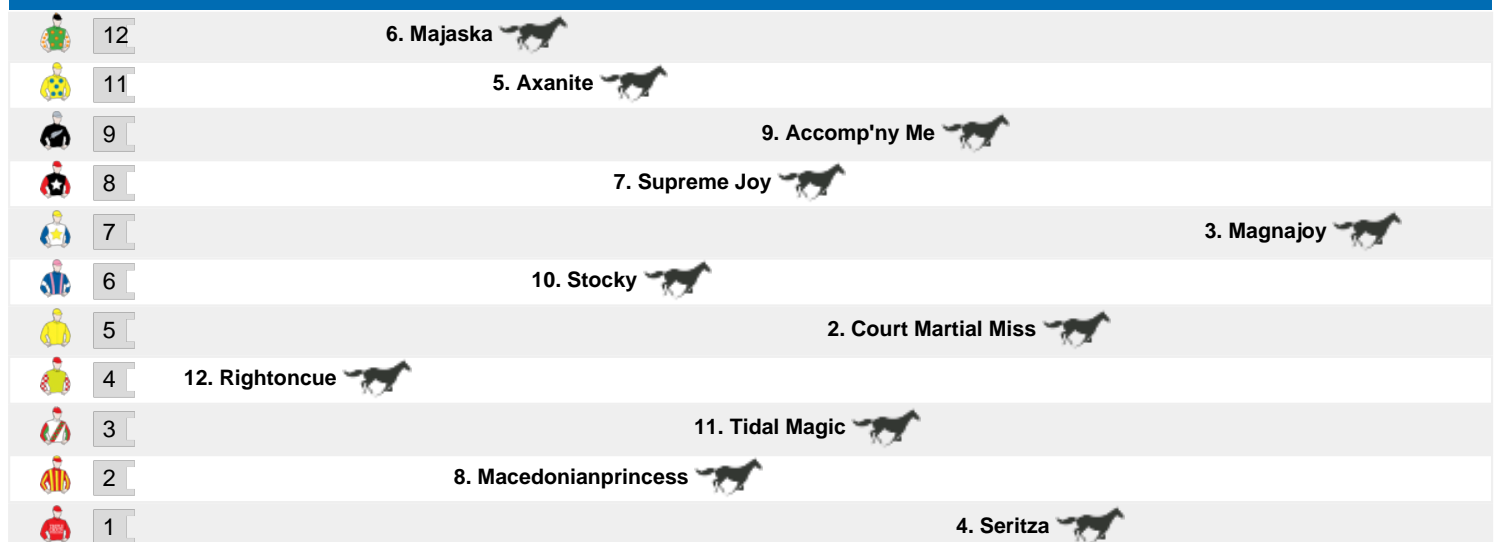 12 6. Majaska
11 5. Axanite
9 9. Accomp'ny Me
8 7. Supreme Joy
7 3. Magnajoy
6 10. Stocky
5 2. Court Martial Miss
4 12. Rightoncue
3 11. Tidal Magic
2 8. Macedonianprincess
1 4. Seritza